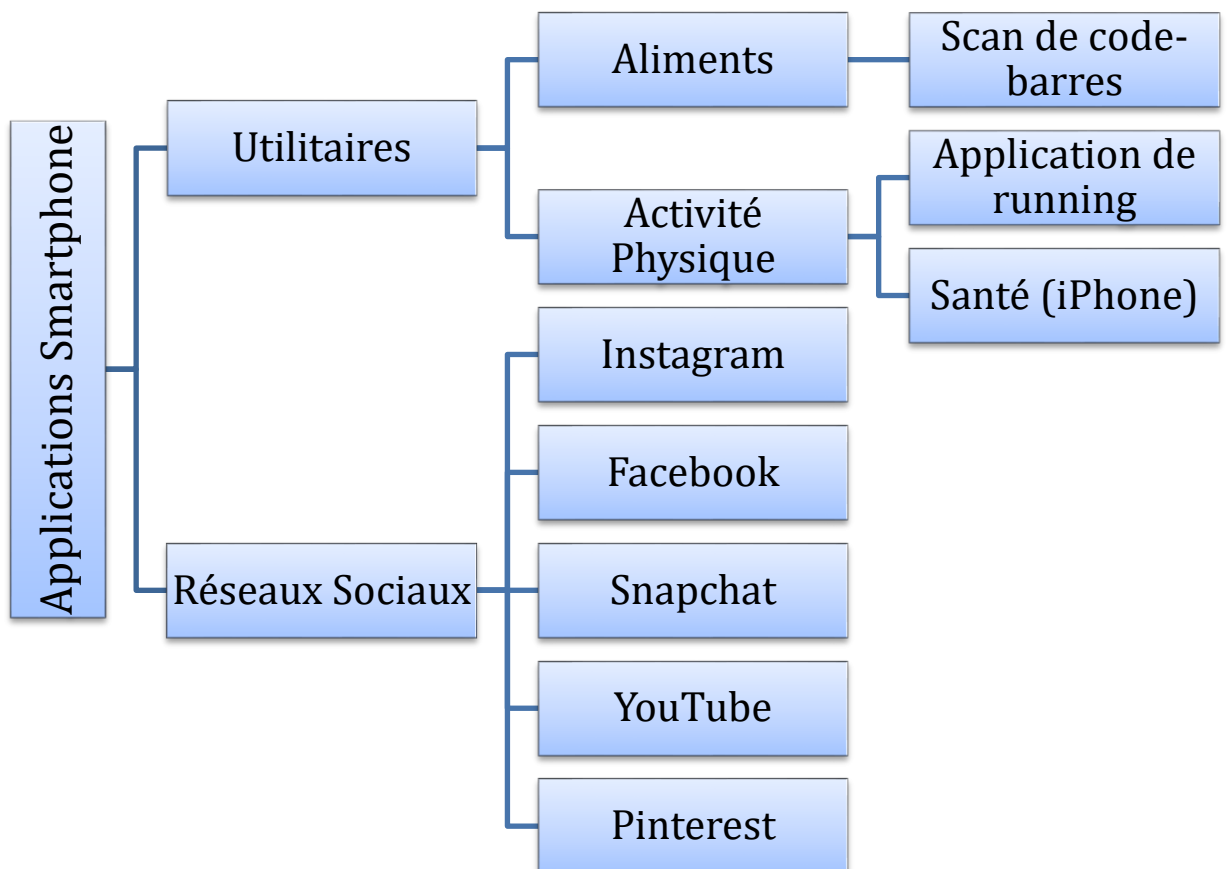 Applications Smartphone
Utilitaires
Aliments
Scan de code-
barres
Activité
Physique
Application de
running
Santé (iPhone)
Réseaux Sociaux
Instagram
Facebook
Snapchat
YouTube
Pinterest